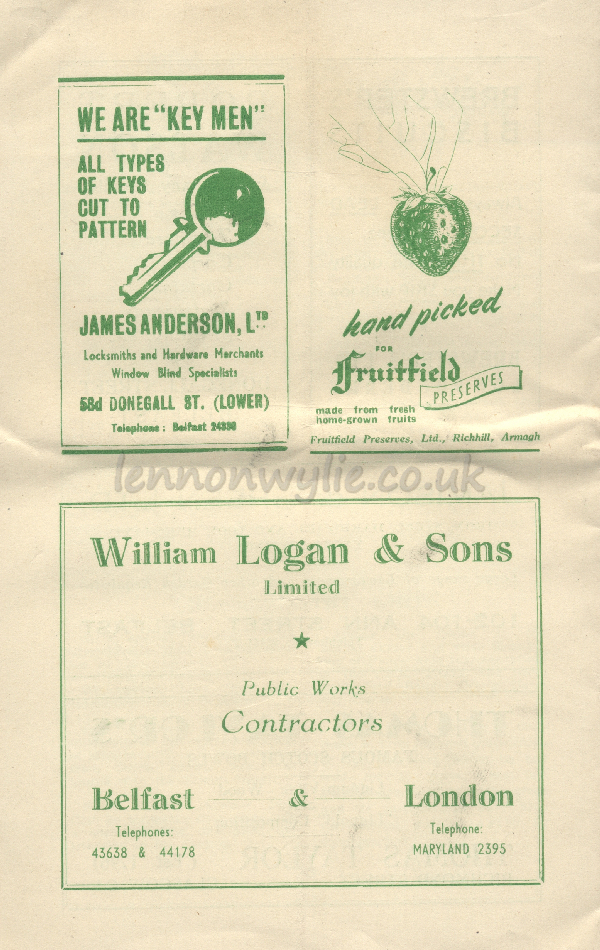 WE ARE "KEY MEN"
ALL TYPES
OF KEYS
CUT TO
PATTERN
JAMES ANDERSON, LTD
Locksmiths and Hardware Merchants
Window Blind Specialists
58d DONEGALL ST. (LOWER)
Telephone: Belfast
hand picked
FOR
Fruitfield
PRESERVES
made from fresh
home-grown fruits
Fruitfield Preserves, Ltd., Richhill, Armagh
lennonwylie.co.uk
William Logan & Sons
Limited
Public Works
Contractors
Belfast & London
Telephones: Telephone:
43638 & 44178 MARYLAND 2395